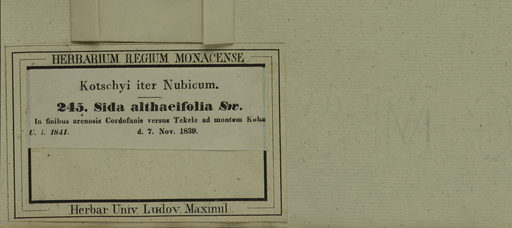 HERBARIUM REGIUM MONACENSE
Kotschyi iter Nubicum.
245. Sida althaeifolia Sw.
In finibus arenosis Cordofanis versus Tekele ad montem Koha
U. i. 1841. d. 7. Nov. 1839.
Herbar. Univ. Ludov. Maximil.